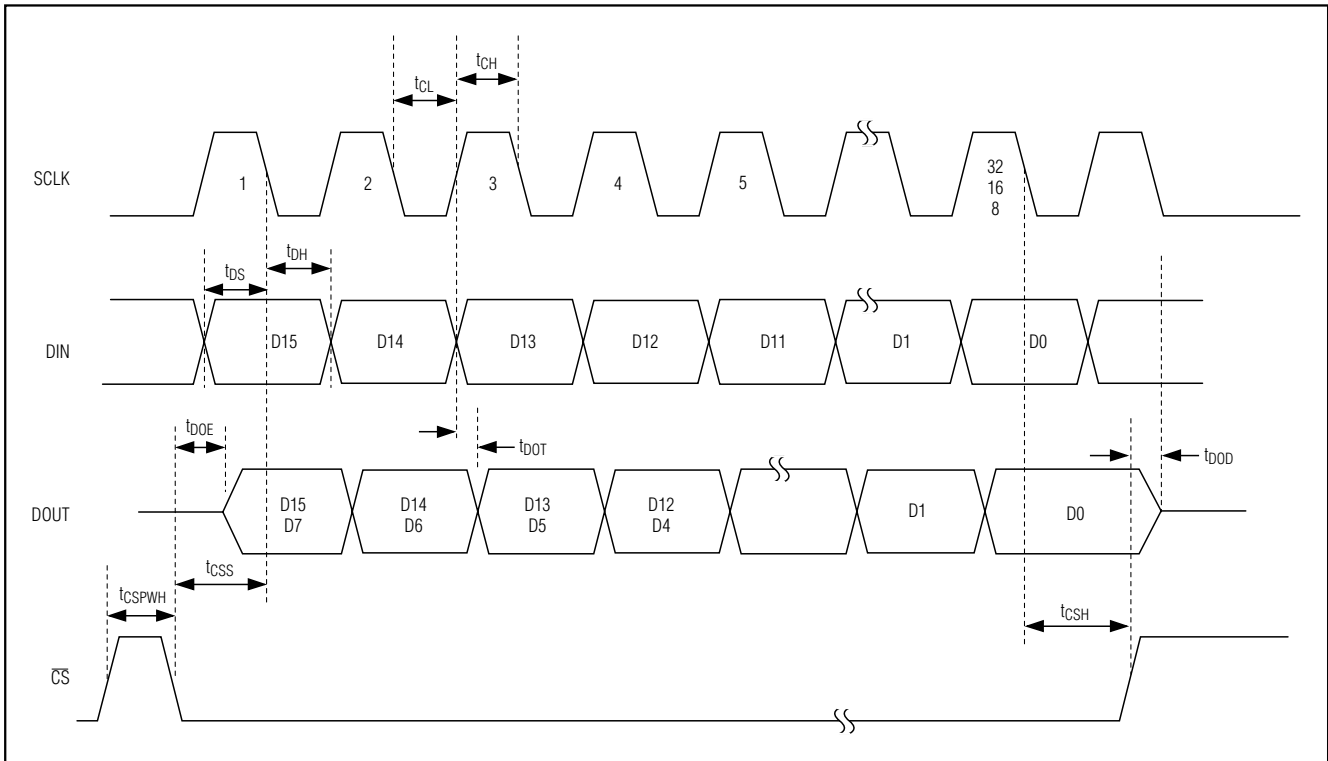 tCH
tCL
SCLK
1
2
3
4
5
32
16
8
tDH
tDS
DIN
D15
D14
D13
D12
D11
D1
D0
tDOE
tDOT
tDOD
DOUT
D15
D7
D14
D6
D13
D5
D12
D4
D1
D0
tCSS
tCSPWH
tCSH
CS